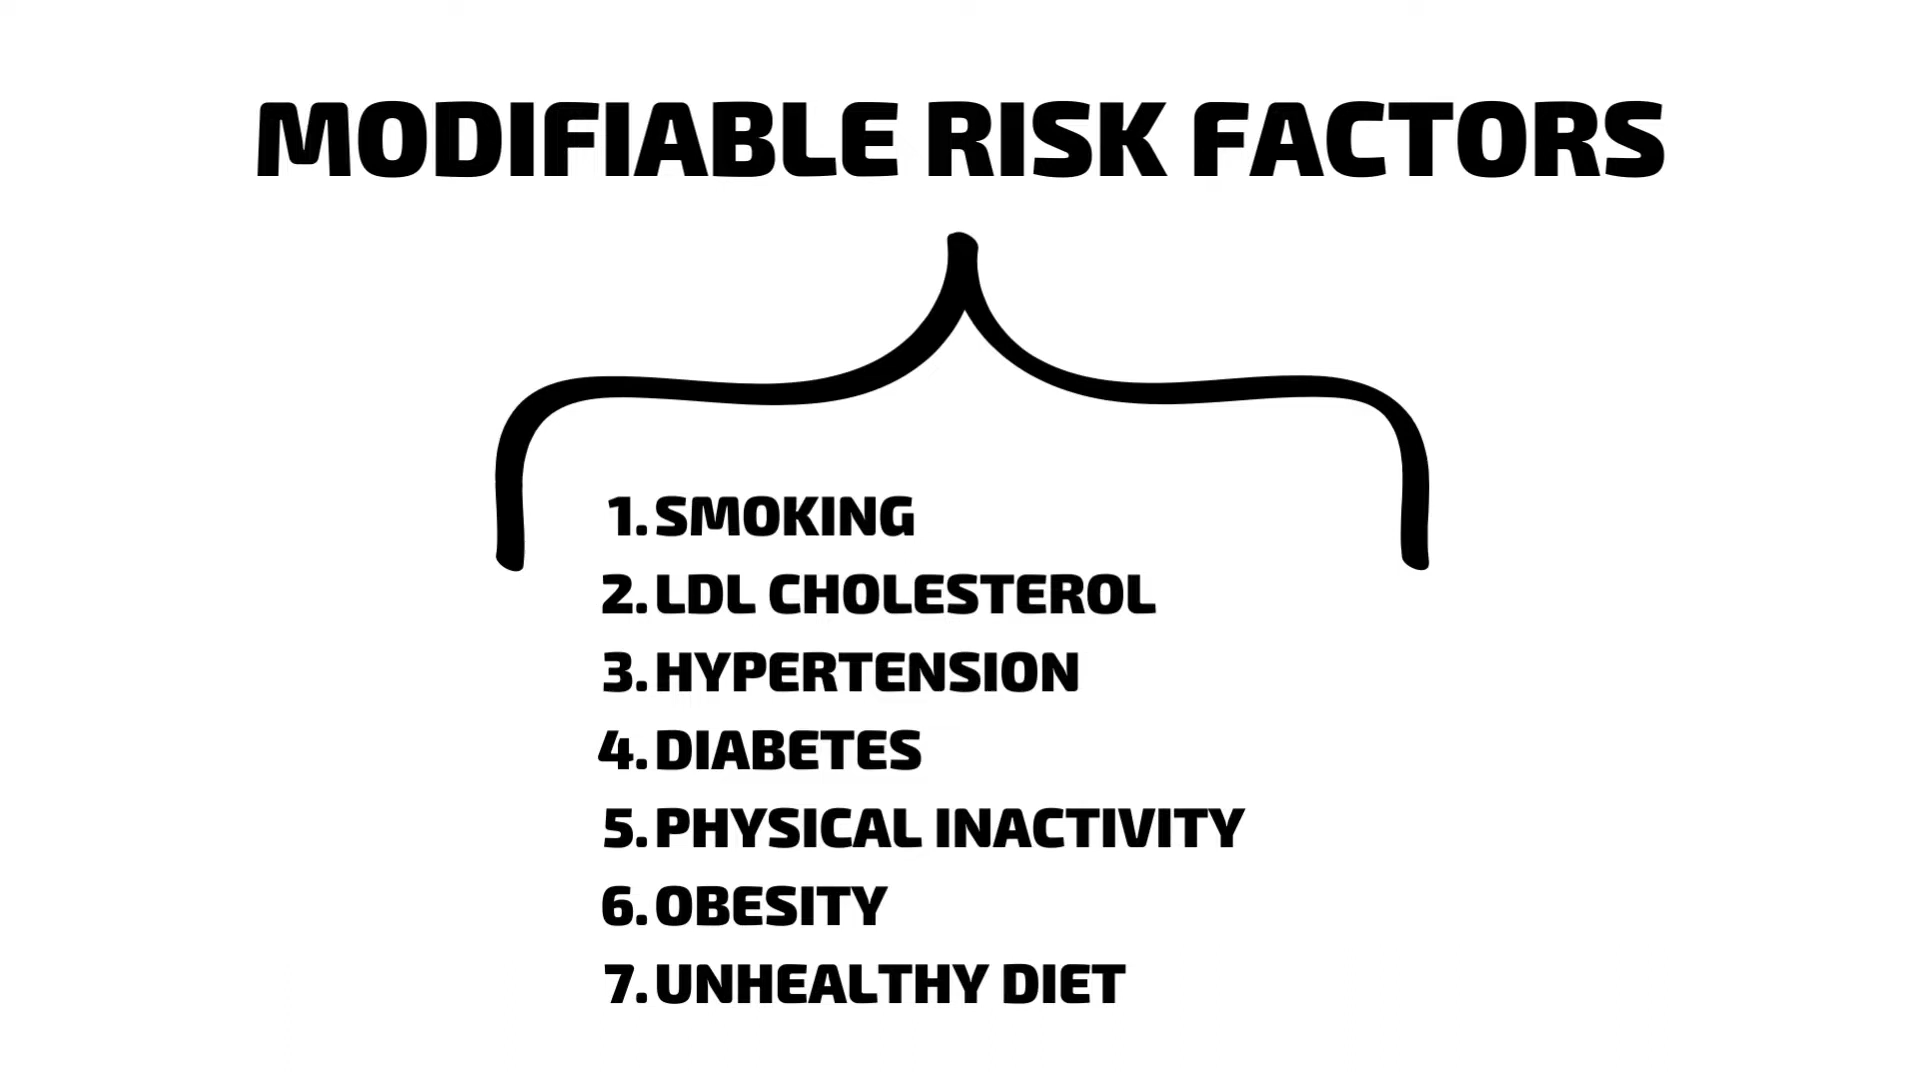 MODIFIABLE RISK FACTORS
1. SMOKING
2. LDL CHOLESTEROL
3. HYPERTENSION
4. DIABETES
5. PHYSICAL INACTIVITY
6. OBESITY
7. UNHEALTHY DIET